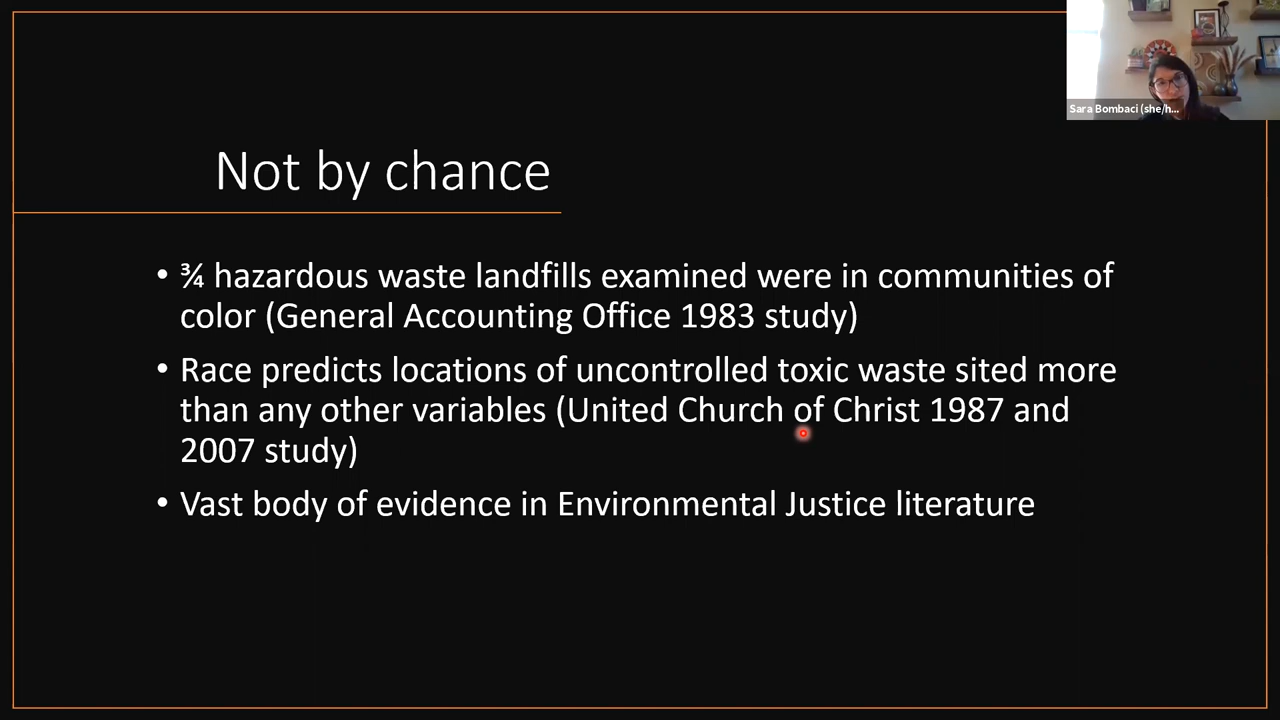 Sara Bombaci (she/h...
Not by chance
• ¾ hazardous waste landfills examined were in communities of
color (General Accounting Office 1983 study)
• Race predicts locations of uncontrolled toxic waste sited more
than any other variables (United Church of Christ 1987 and
2007 study)
• Vast body of evidence in Environmental Justice literature